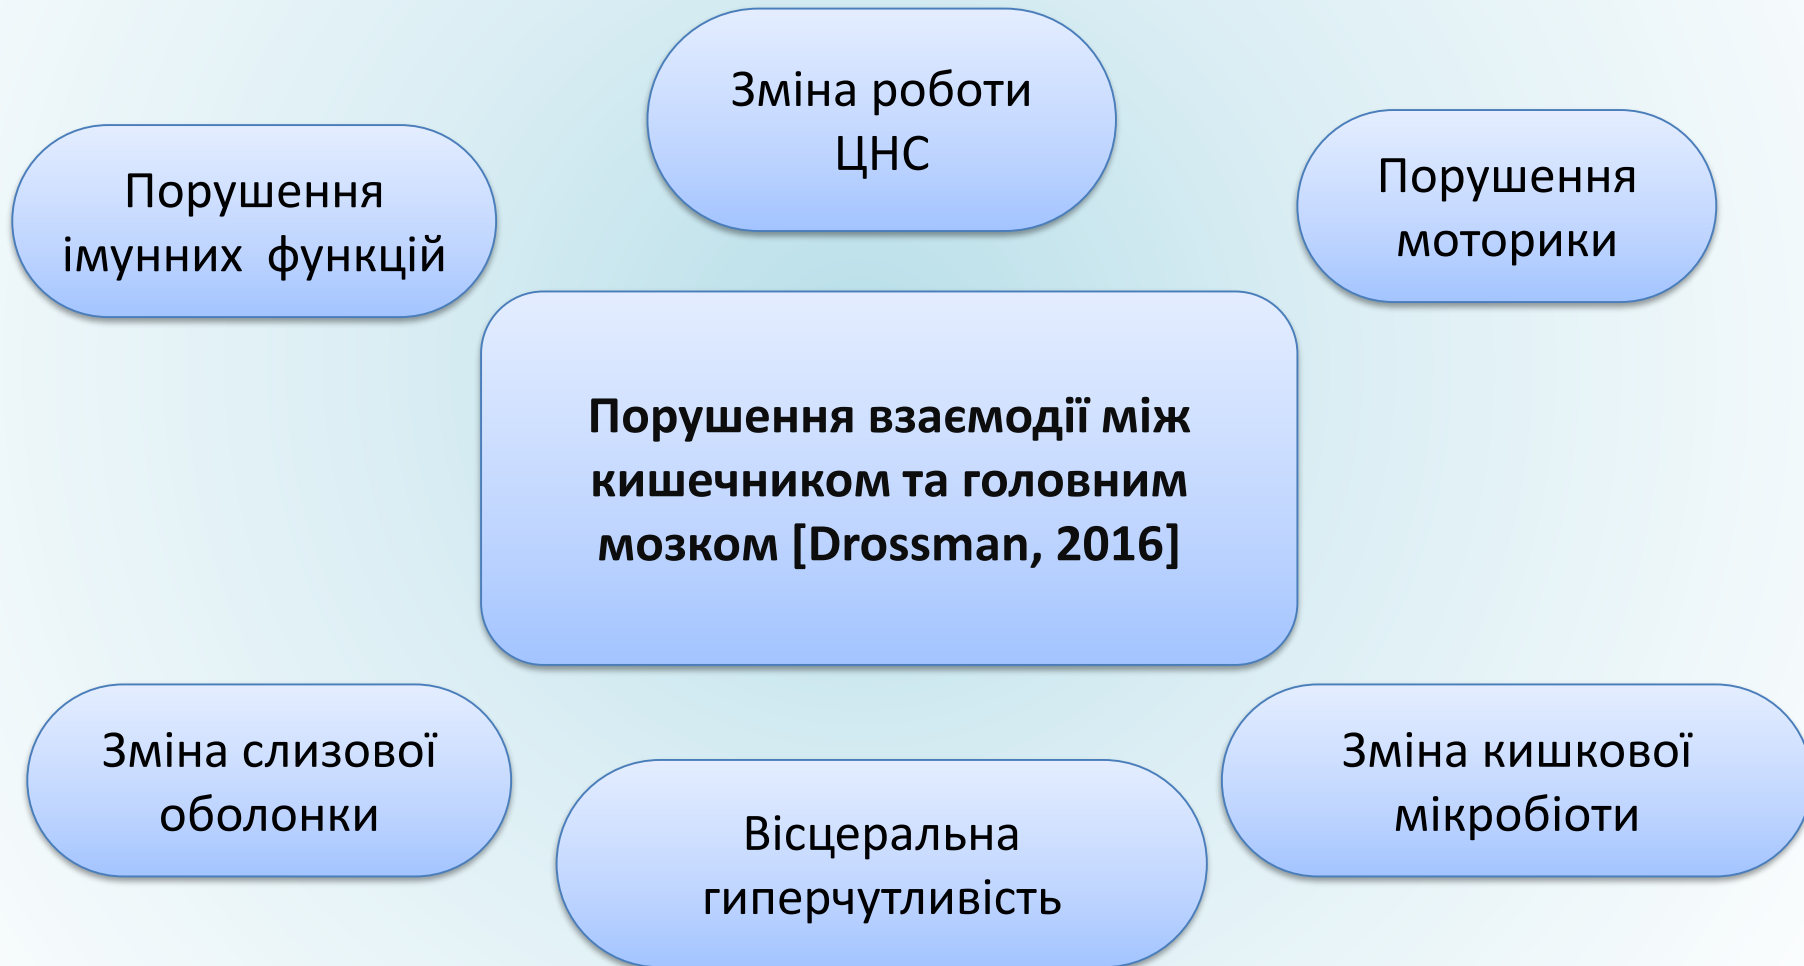 Зміна роботи
ЦНС
Порушення
імунних функцій
Порушення
моторики
Порушення взаємодії між
кишечником та головним
мозком [Drossman, 2016]
Зміна слизової
оболонки
Вісцеральна
гиперчутливість
Зміна кишкової
мікробіоти